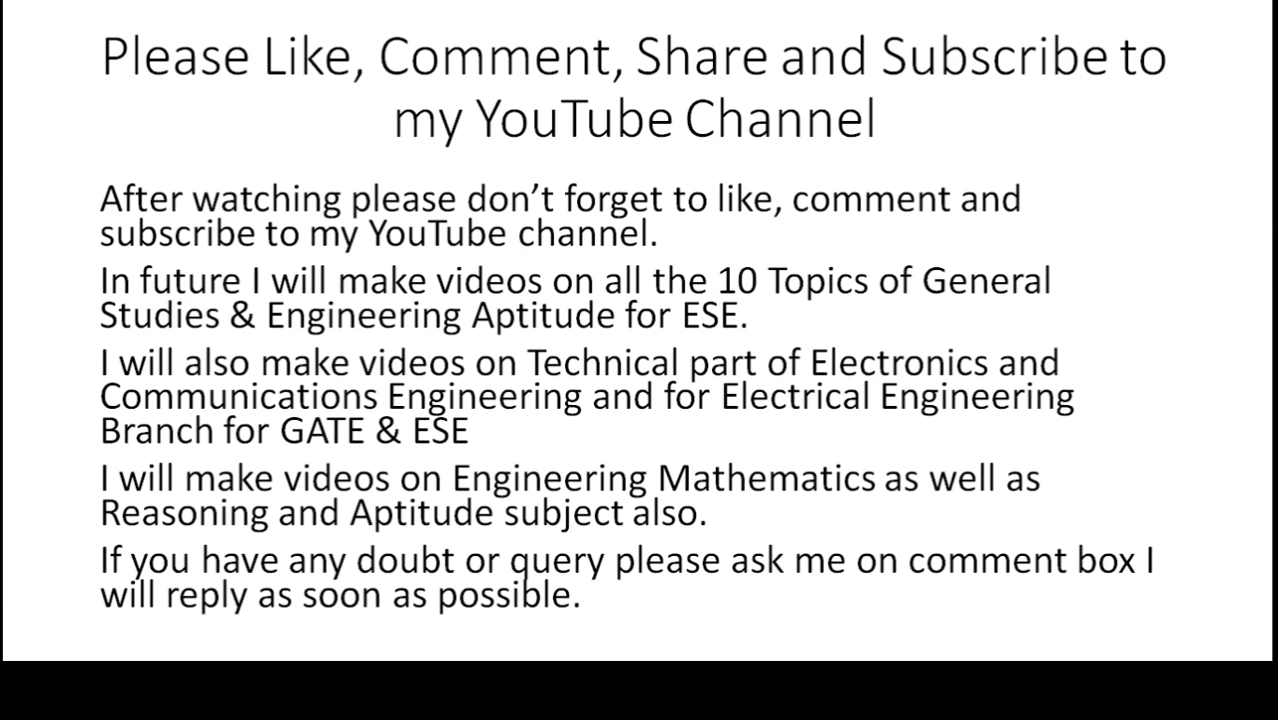 Please Like, Comment, Share and Subscribe to
my YouTube Channel
After watching please don’t forget to like, comment and
subscribe to my YouTube channel.
In future I will make videos on all the 10 Topics of General
Studies & Engineering Aptitude for ESE.
I will also make videos on Technical part of Electronics and
Communications Engineering and for Electrical Engineering
Branch for GATE & ESE
I will make videos on Engineering Mathematics as well as
Reasoning and Aptitude subject also.
If you have any doubt or query please ask me on comment box I
will reply as soon as possible.